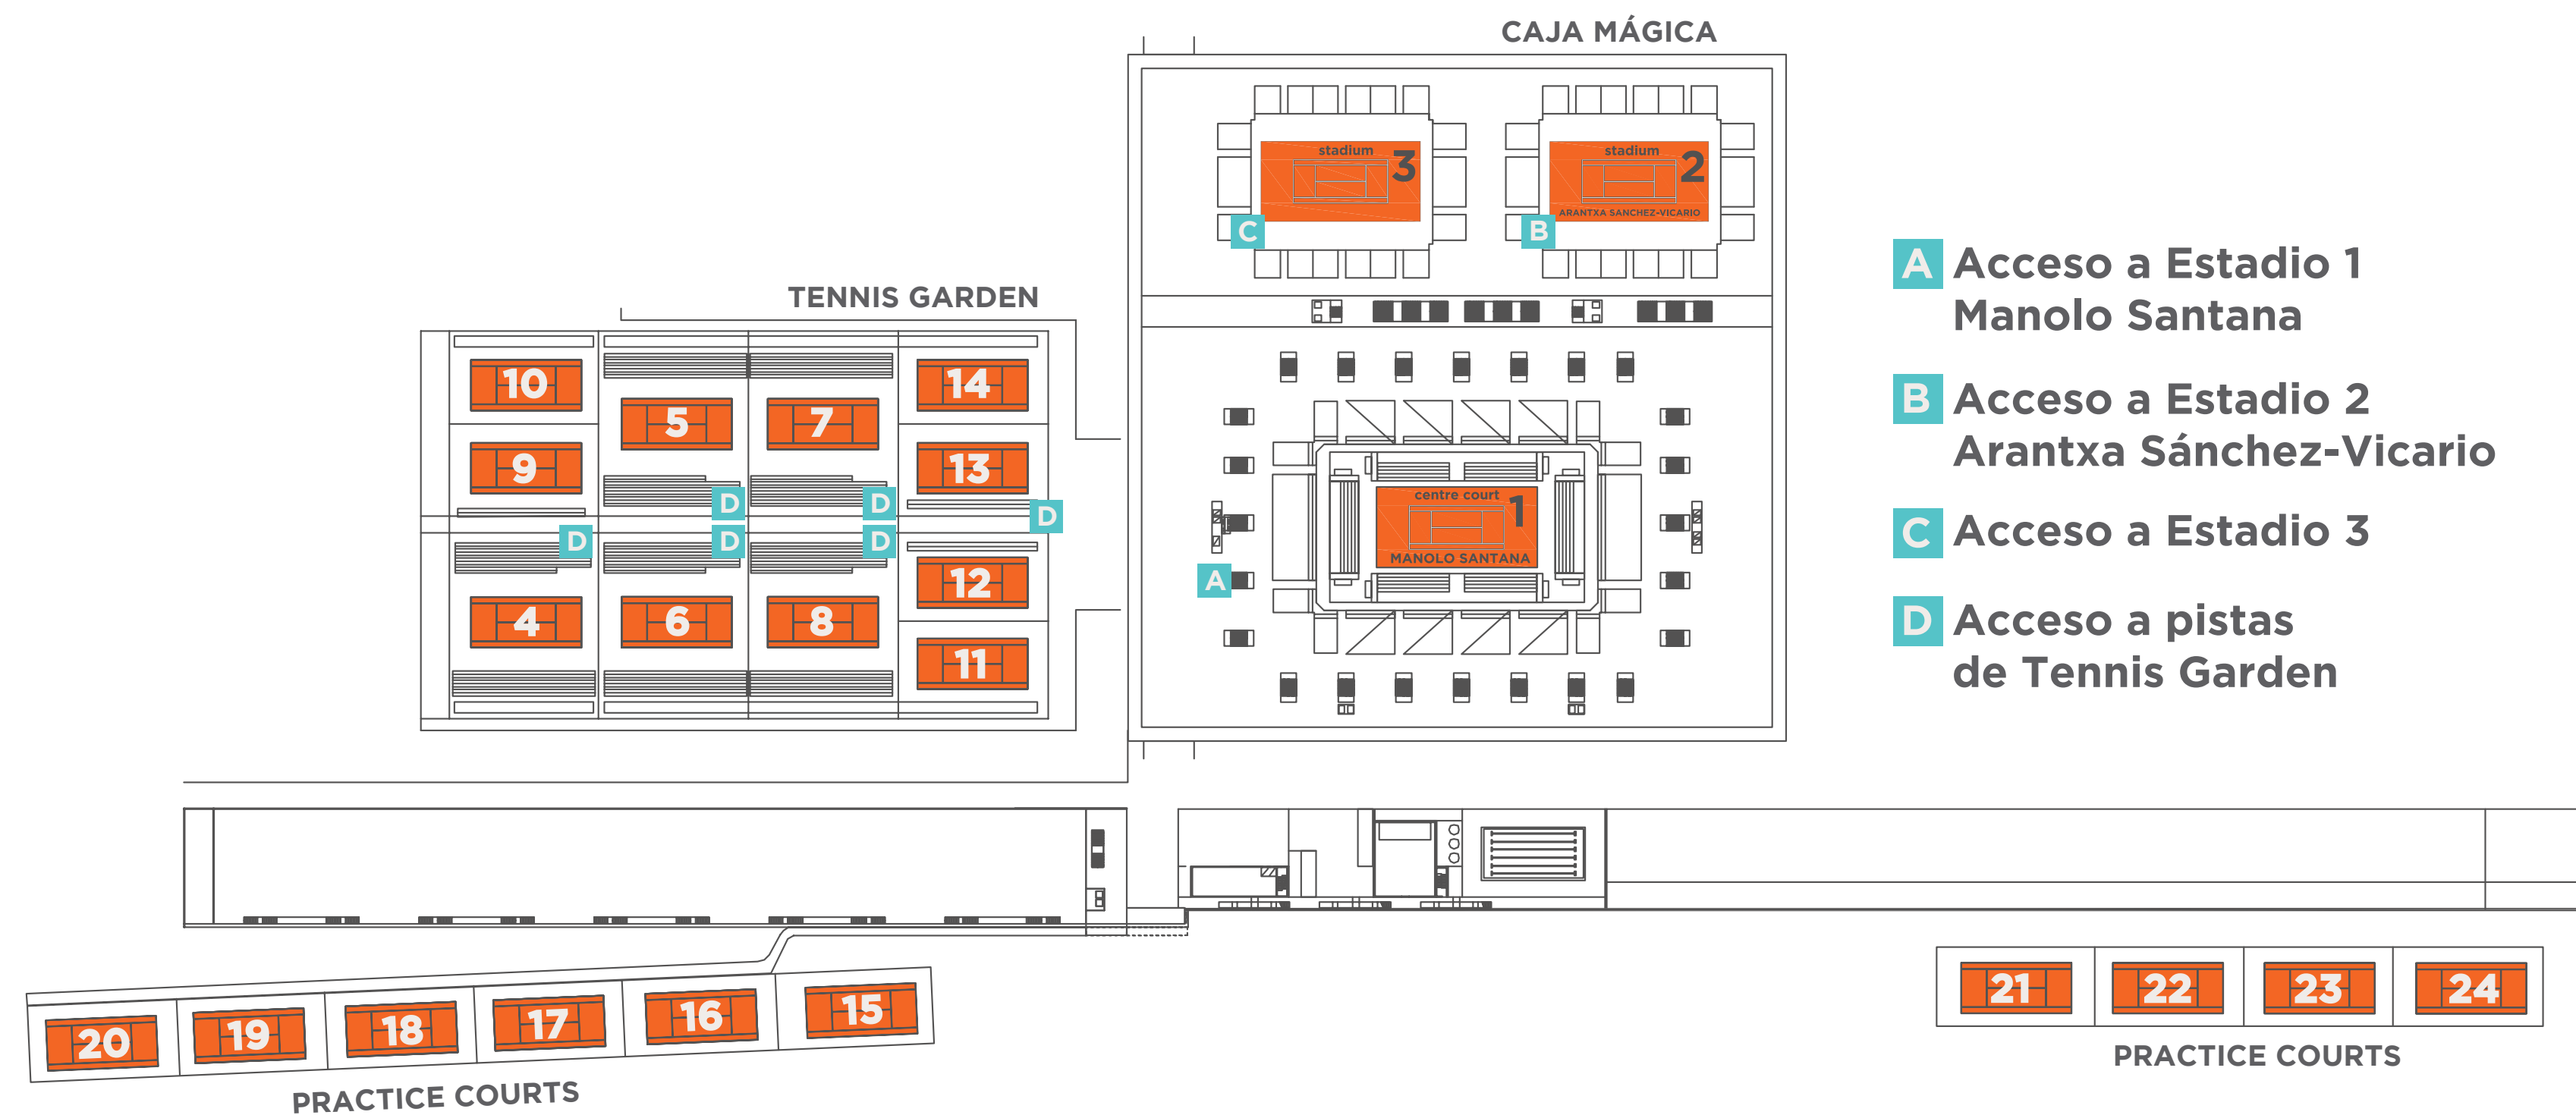 CAJA MÁGICA
stadium
3
stadium
2
ARANTXA SANCHEZ-VICARIO
C
B
A Acceso a Estadio 1
Manolo Santana
B Acceso a Estadio 2
Arantxa Sánchez-Vicario
C Acceso a Estadio 3
D Acceso a pistas
de Tennis Garden
TENNIS GARDEN
10
14
5
7
9
13
D
D
D
D
D
D
12
4
6
8
11
centre court
1
MANOLO SANTANA
A
20
19
18
17
16
15
PRACTICE COURTS
21
22
23
24
PRACTICE COURTS